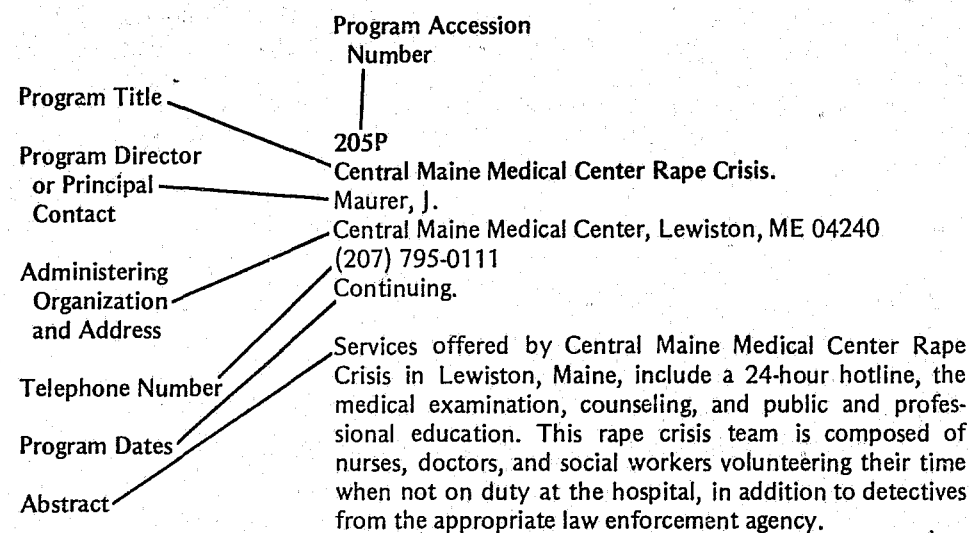 Program Accession
Number
Program Title
205P
Program Director
or Principal
Contact
Central Maine Medical Center Rape Crisis.
Maurer, J.
Central Maine Medical Center, Lewiston, ME 04240
Administering
Organization
and Address
(207) 795-0111
Continuing.
Telephone Number
Program Dates
Abstract
Services offered by Central Maine Medical Center Rape
Crisis in Lewiston, Maine, include a 24-hour hotline, the
medical examination, counseling, and public and profes-
sional education. This rape crisis team is composed of
nurses, doctors, and social workers volunteering their time
when not on duty at the hospital, in addition to detectives
from the appropriate law enforcement agency.